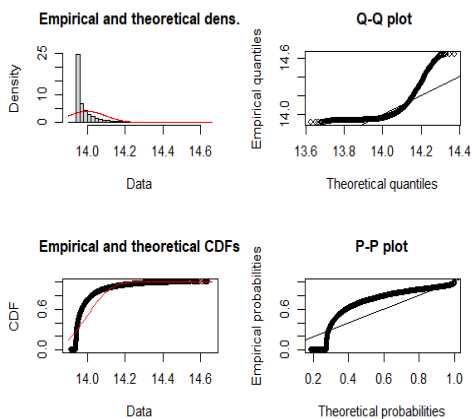 Empirical and theoretical dens.
Density
0 5
25
14.0 14.2 14.4 14.6
Data
Q-Q plot
Empirical quantiles
14.0
14.6
13.6 13.8 14.0 14.2 14.4
Theoretical quantiles
Empirical and theoretical CDFs
CDF
0.0
0.6
14.0 14.2 14.4 14.6
Data
P-P plot
Empirical probabilities
0.0
0.6
0.2 0.4 0.6 0.8 1.0
Theoretical probabilities